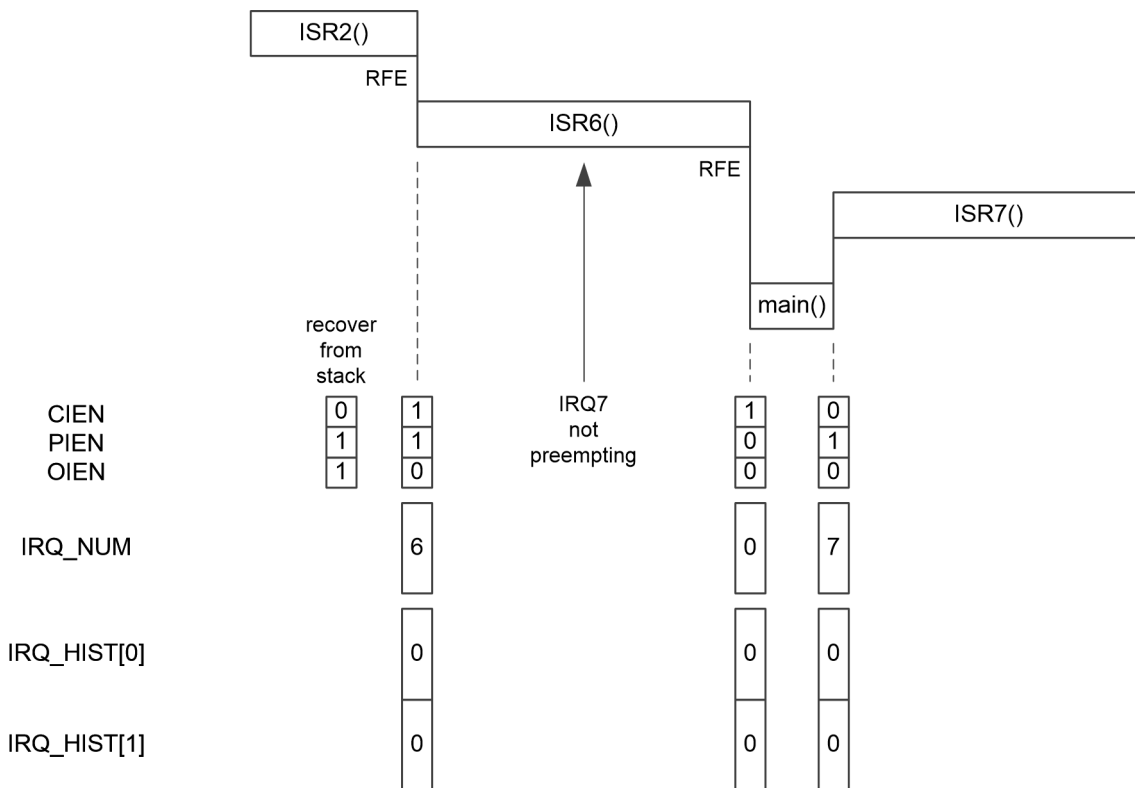 ISR2()
RFE
ISR6()
RFE
ISR7()
main()
recover
from
stack
IRQ7
not
preempting
CIEN 0 1 1 0
PIEN 1 1 0 1
OIEN 1 0 0 0
IRQ_NUM 6 0 7
IRQ_HIST[0] 0 0 0
IRQ_HIST[1] 0 0 0